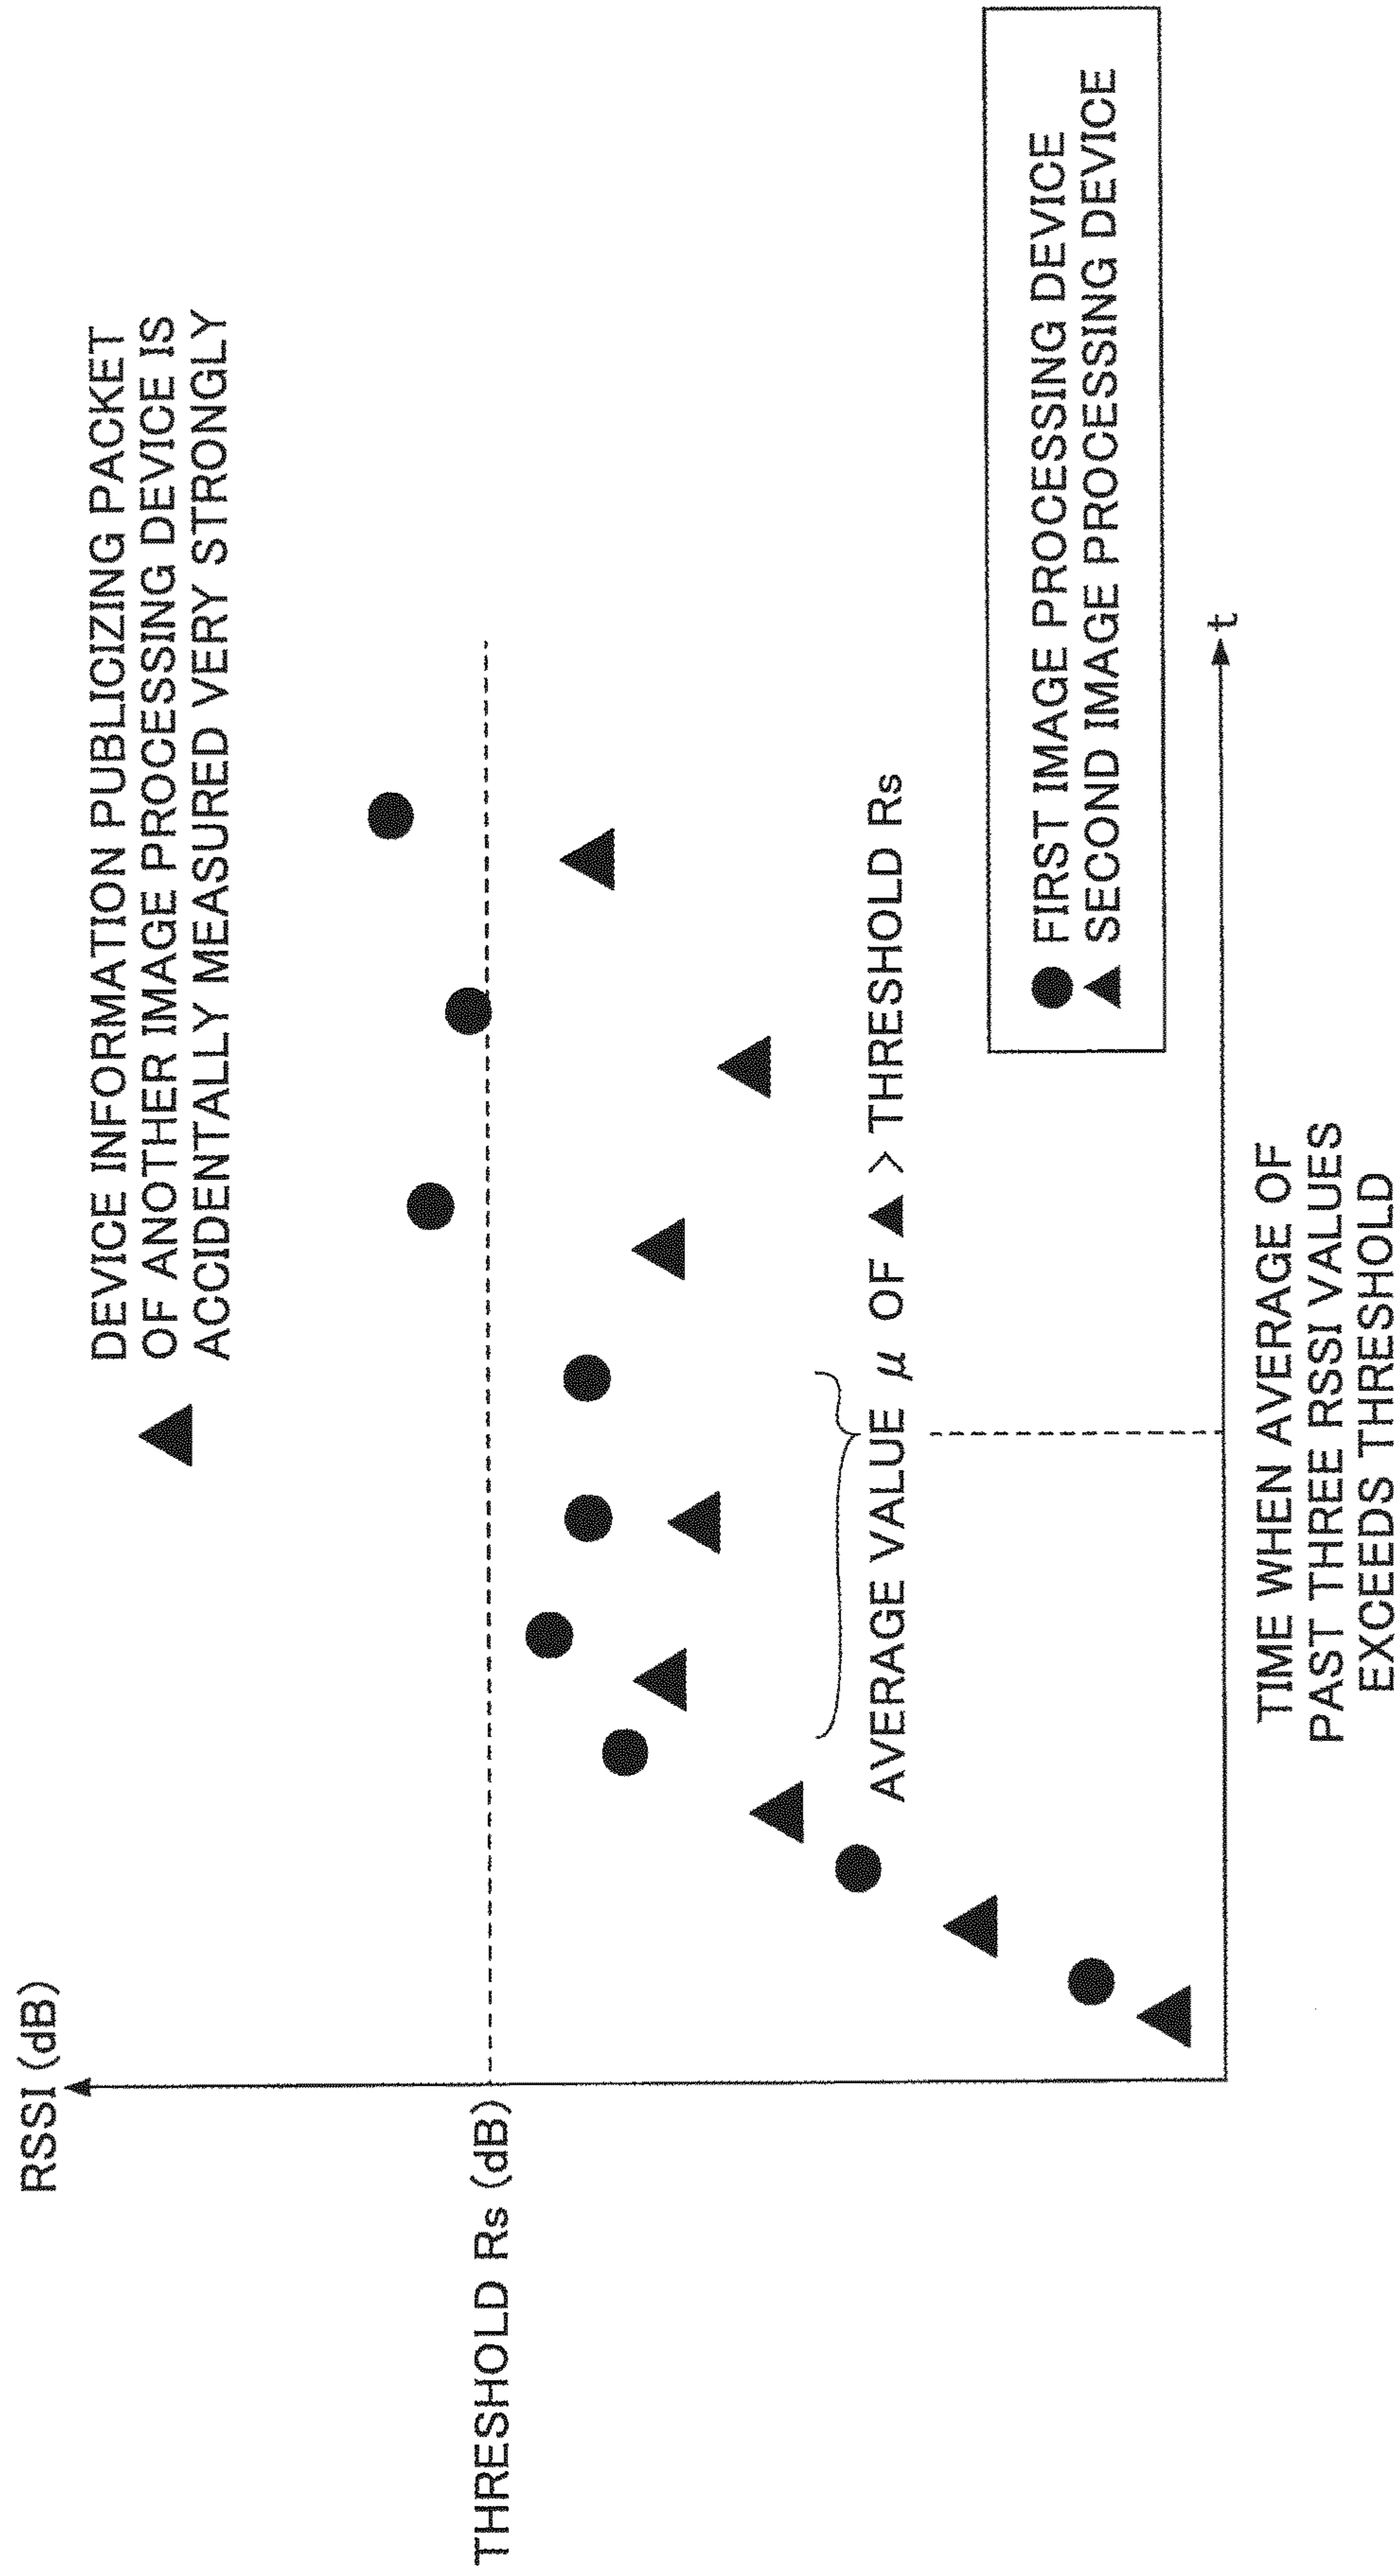 RSSI (dB)
DEVICE INFORMATION PUBLICIZING PACKET
OF ANOTHER IMAGE PROCESSING DEVICE IS
ACCIDENTALLY MEASURED VERY STRONGLY
THRESHOLD Rs (dB)
AVERAGE VALUE μ OF ▲ > THRESHOLD Rs
● FIRST IMAGE PROCESSING DEVICE
▲ SECOND IMAGE PROCESSING DEVICE
t
TIME WHEN AVERAGE OF
PAST THREE RSSI VALUES
EXCEEDS THRESHOLD